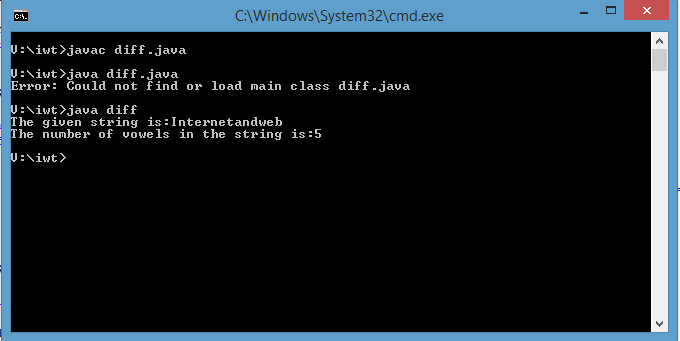 C:\Windows\System32\cmd.exe
V:\iwt>javac diff.java
V:\iwt>java diff.java
Error: Could not find or load main class diff.java
V:\iwt>java diff
The given string is:Internetandweb
The number of vowels in the string is:5
V:\iwt>